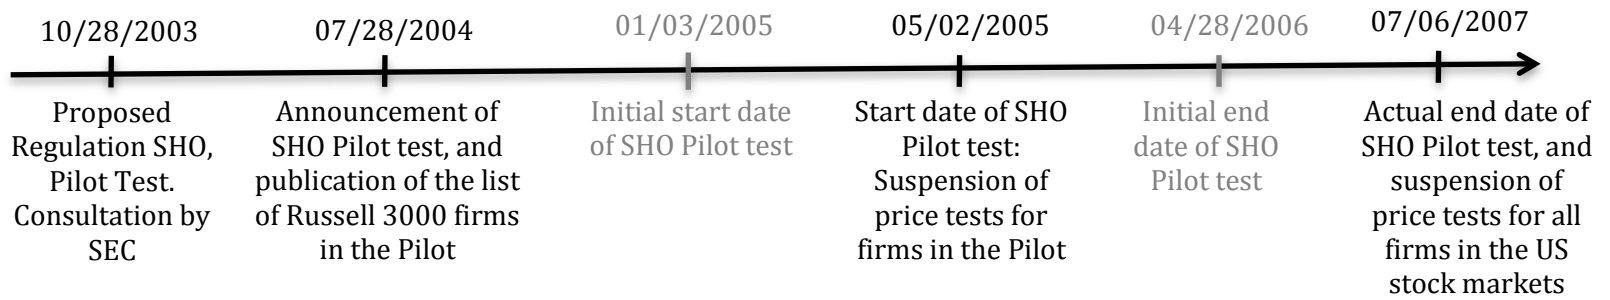 10/28/2003
Proposed
Regulation SHO,
Pilot Test.
Consultation by
SEC
07/28/2004
Announcement of
SHO Pilot test, and
publication of the list
of Russell 3000 firms
in the Pilot
01/03/2005
Initial start date
of SHO Pilot test
05/02/2005
Start date of SHO
Pilot test:
Suspension of
price tests for
firms in the Pilot
04/28/2006
Initial end
date of SHO
Pilot test
07/06/2007
Actual end date of
SHO Pilot test, and
suspension of
price tests for all
firms in the US
stock markets